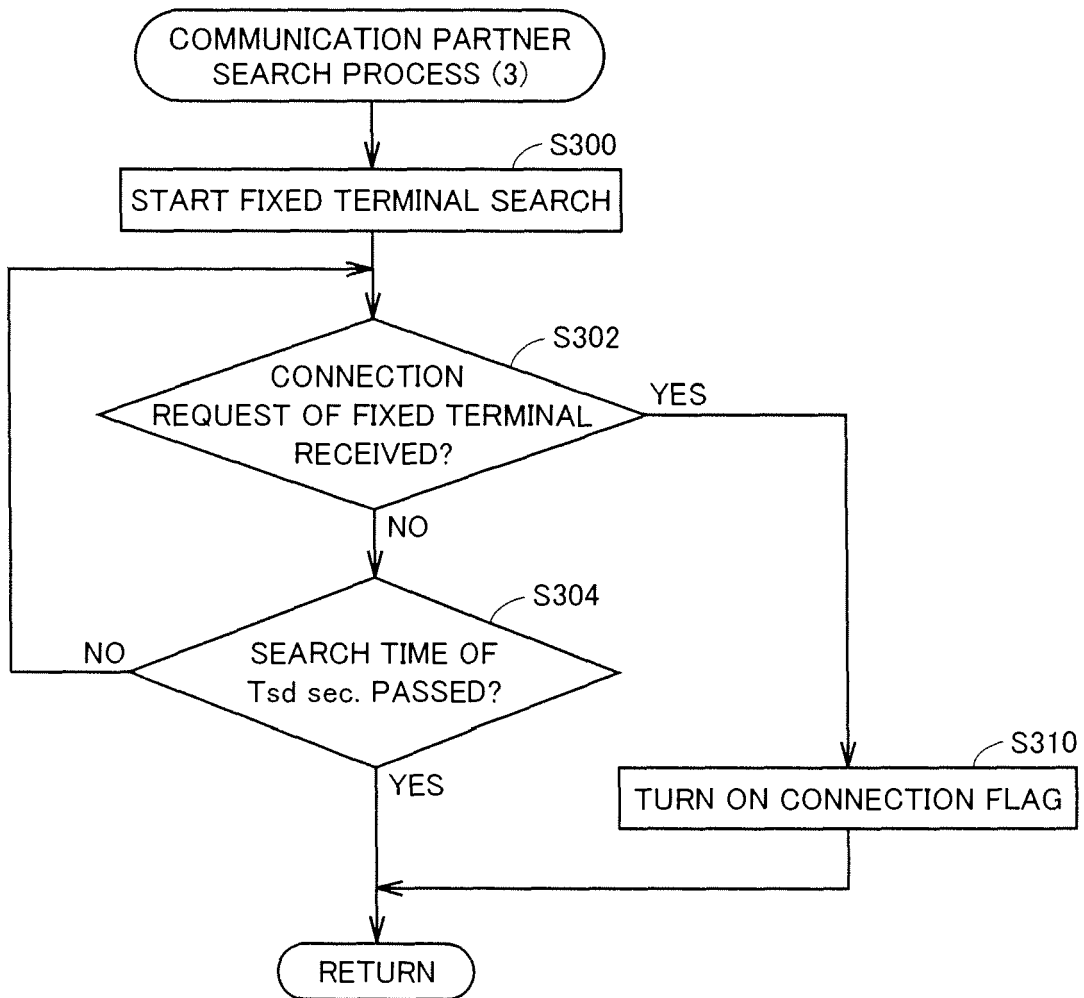 COMMUNICATION PARTNER
SEARCH PROCESS (3)
S300
START FIXED TERMINAL SEARCH
S302
CONNECTION
REQUEST OF FIXED TERMINAL
RECEIVED?
YES
NO
S304
SEARCH TIME OF
Tsd sec. PASSED?
NO
YES
S310
TURN ON CONNECTION FLAG
RETURN